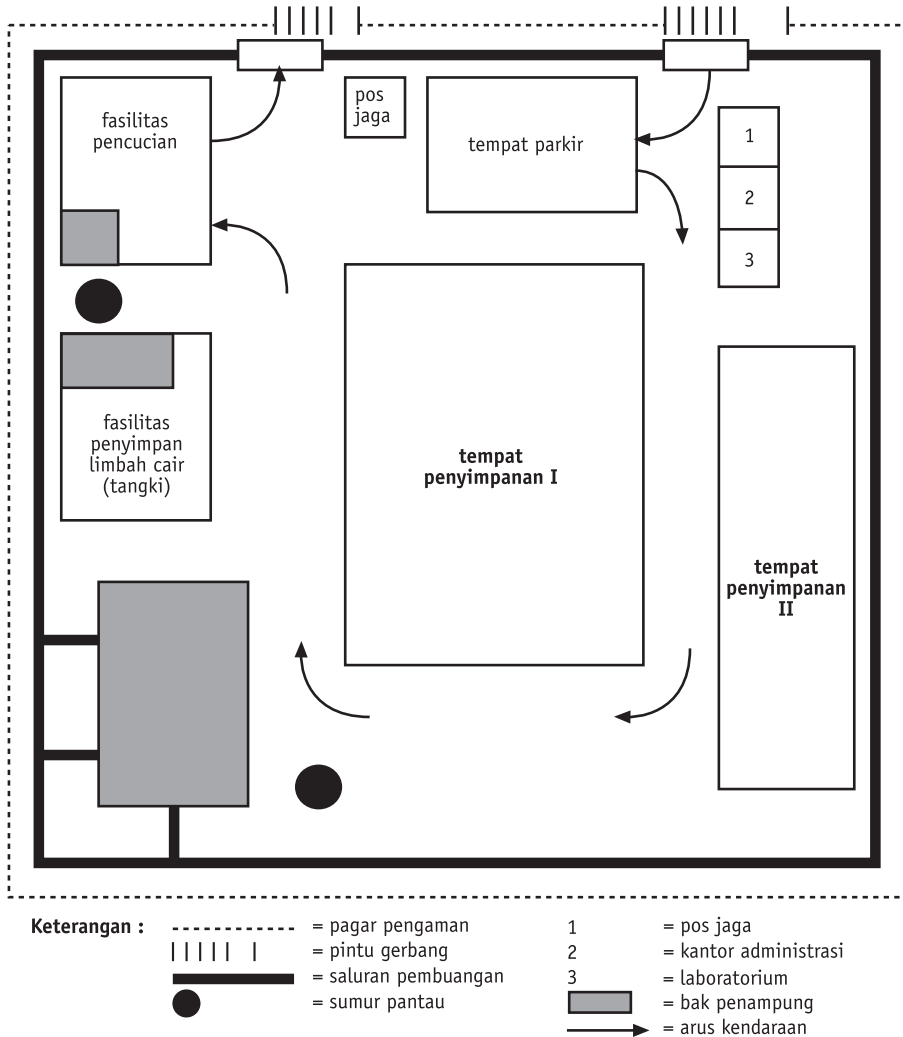 pos
jaga
fasilitas
pencucian
tempat parkir
1
2
3
fasilitas
penyimpan
limbah cair
(tangki)
tempat
penyimpanan I
tempat
penyimpanan
II
Keterangan :
= pagar pengaman
= pintu gerbang
= saluran pembuangan
= sumur pantau
1 = pos jaga
2 = kantor administrasi
3 = laboratorium
= bak penampung
= arus kendaraan